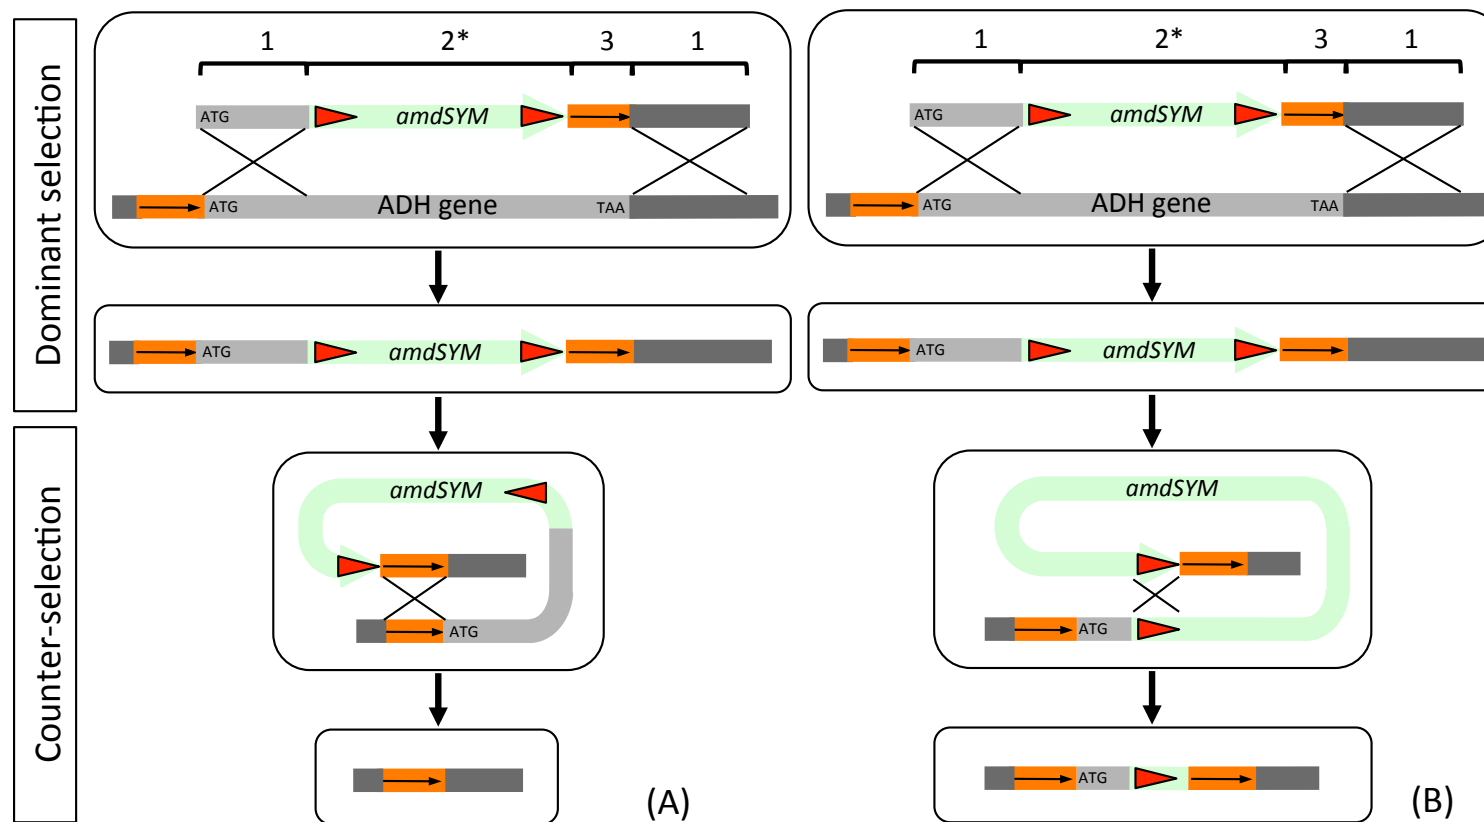 Dominant selection
1 2* 3 1
ATG amdSYM
ATG ADH gene TAA
ATG amdSYM
1 2* 3 1
ATG amdSYM
ATG ADH gene TAA
ATG amdSYM
Counter-selection
amdSYM
ATG
(A)
amdSYM
ATG
ATG
(B)